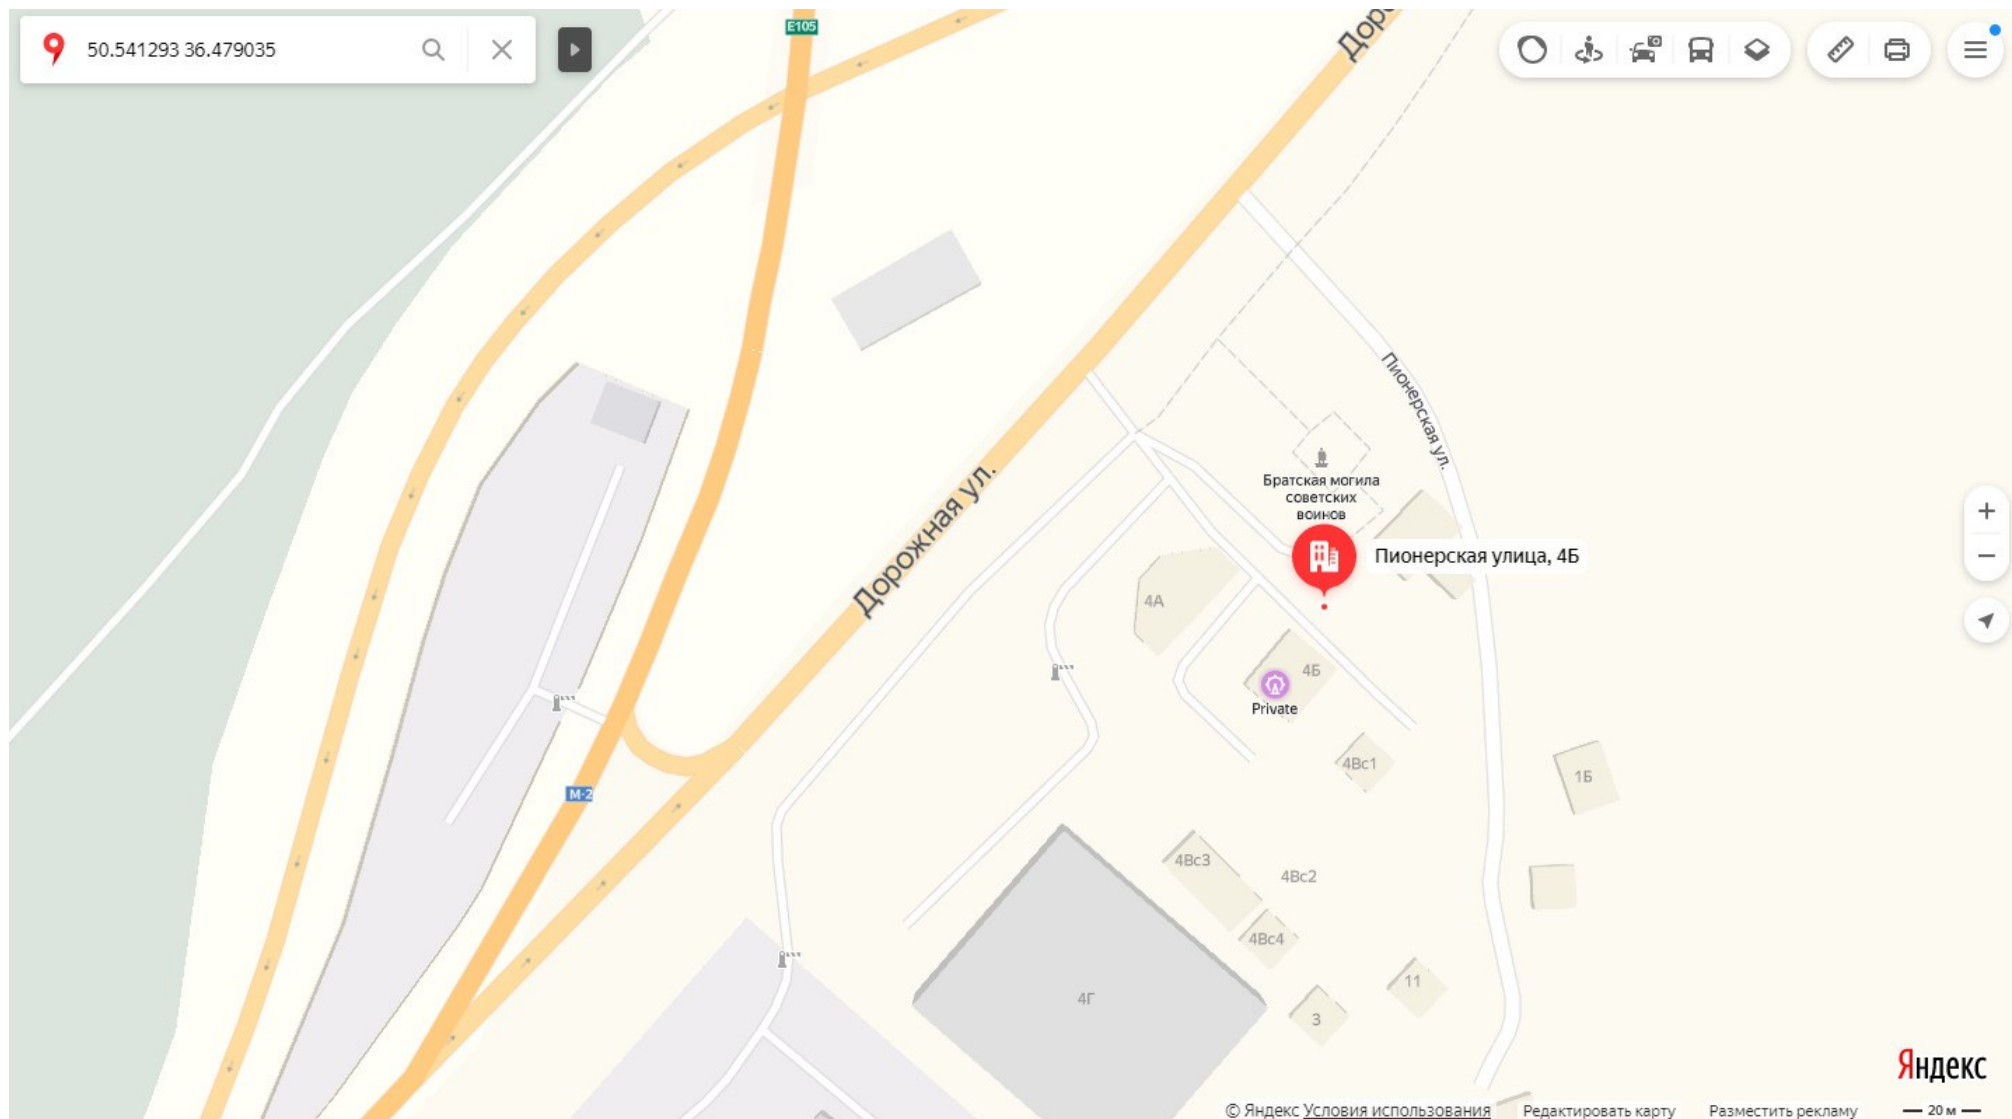 50.541293 36.479035
E105
Дор
Дорожная ул.
Пионерская ул.
Братская могила
советских
воинов
Пионерская улица, 4Б
4А
4Б
Private
М-2
4Вс1
1Б
4Вс3
4Вс2
4Вс4
4Г
11
3
Яндекс
© Яндекс Условия использования
Редактировать карту
Разместить рекламу
20 м